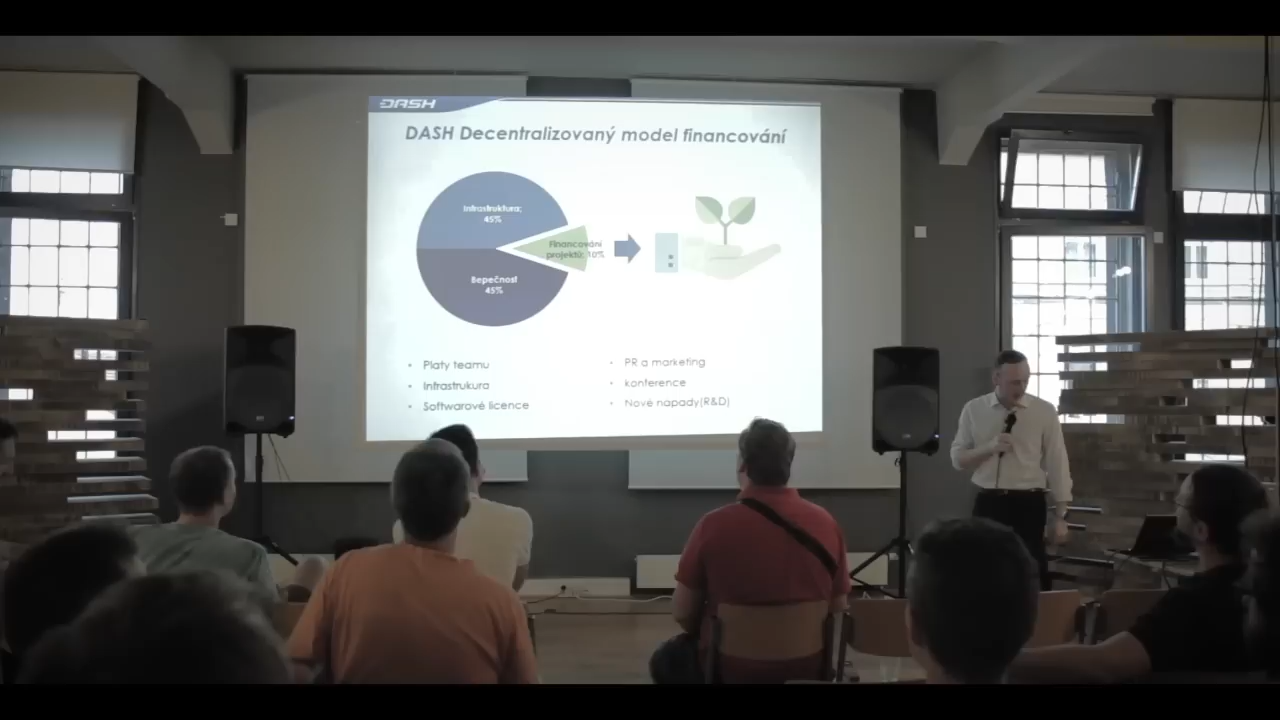 DASH
DASH Decentralizovaný model financování
Infrastruktura;
45%
Financování
projektů; 10%
Bepečnost
45%
• Platy teamu
• Infrastrukura
• Softwarové licence
• PR a marketing
• konference
• Nové nápady(R&D)